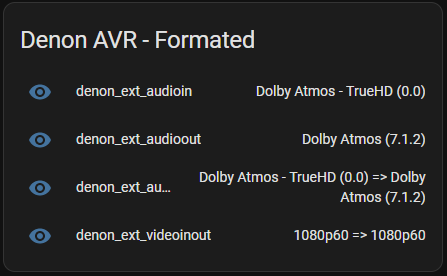 Denon AVR - Formated
denon_ext_audioin Dolby Atmos - TrueHD (0.0)
denon_ext_audioout Dolby Atmos (7.1.2)
denon_ext_au... Dolby Atmos - TrueHD (0.0) => Dolby
Atmos (7.1.2)
denon_ext_videoinout 1080p60 => 1080p60